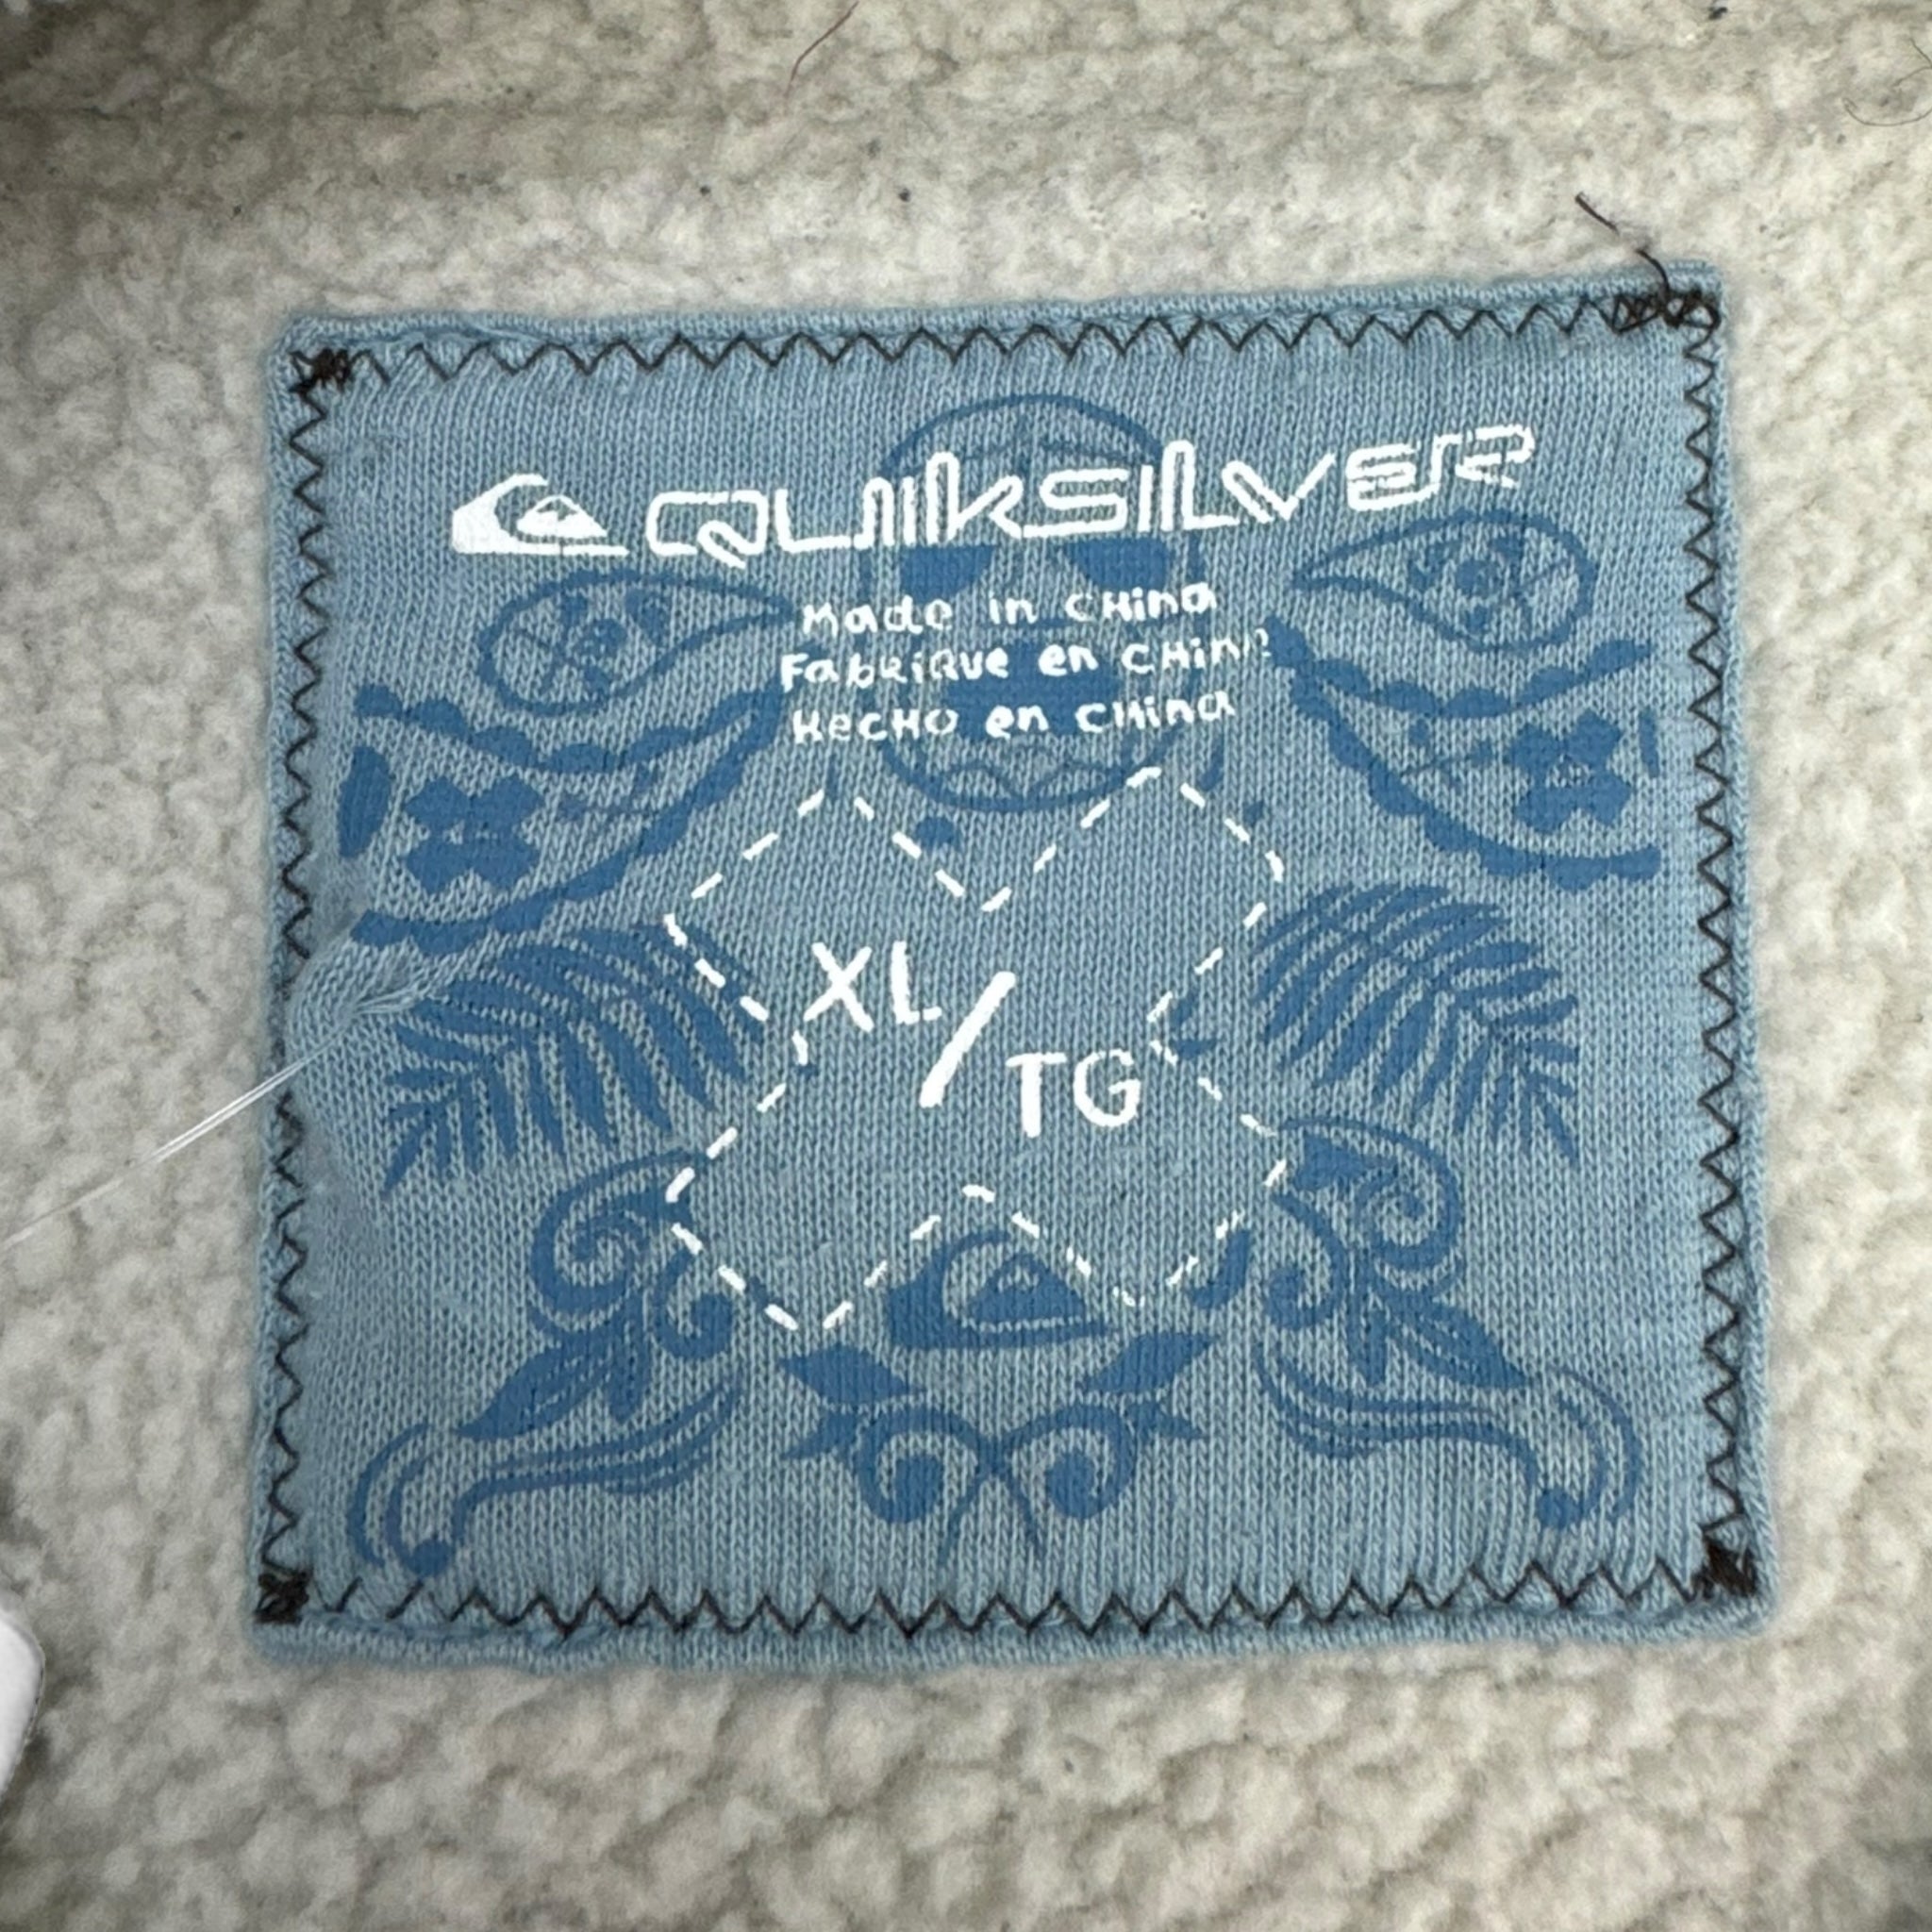 QUIKSILVER
Made in CHina
FabRiQue en CHine
HecHo en CHina
XL/TG